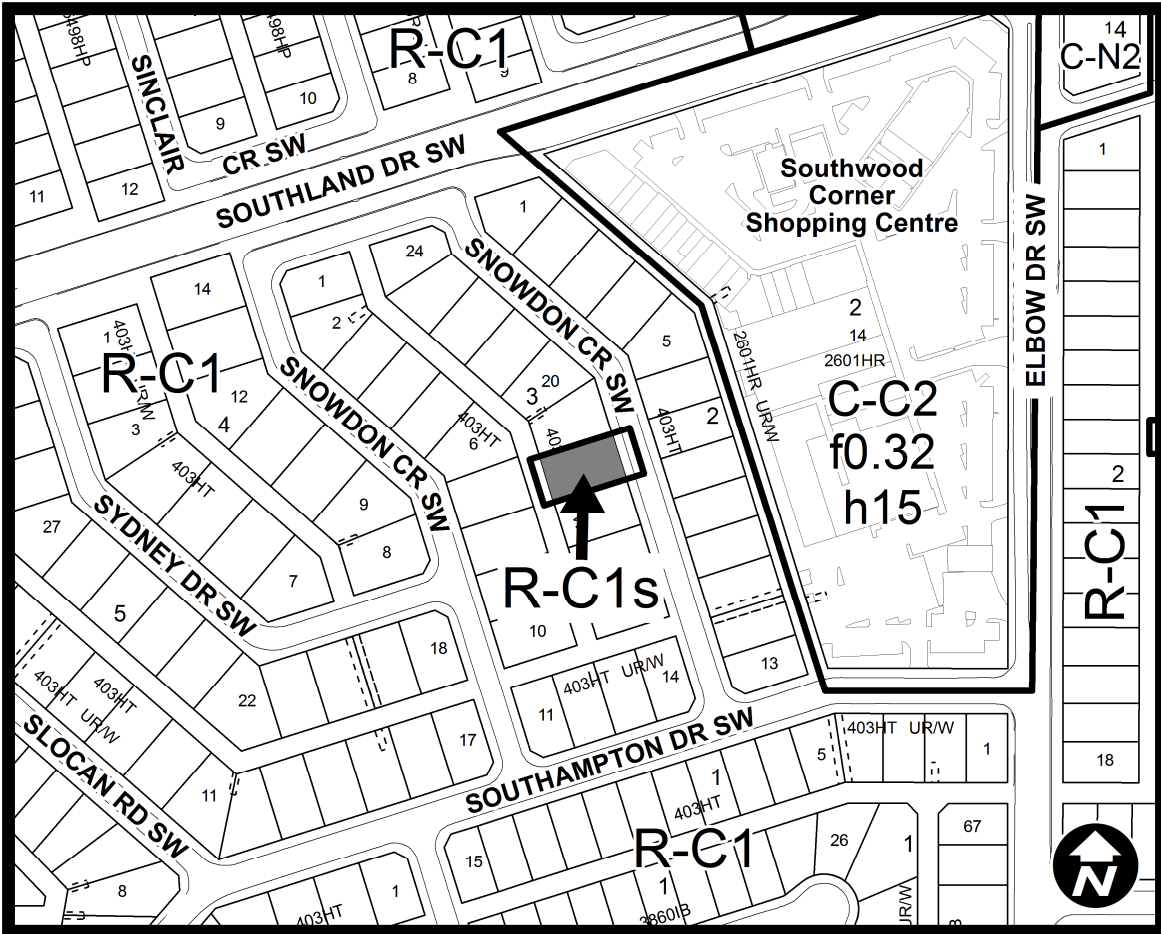 498HP
498HP
R-C1
14
C-N2
SINCLAIR
8
9
10
9
CR SW
SOUTHLAND DR SW
11
12
Southwood
Corner
Shopping Centre
1
1
ELBOW DR SW
24
SNOWDON CR SW
14
1
2
1
403HT UR/W
R-C1
3
4
12
SNOWDON CR SW
20
3
5
2
403HT
403HT
6
2601HR UR/W
2
14
2601HR
C-C2
f0.32
h15
403HT
9
8
7
27
SYDNEY DR SW
5
R-C1s
10
2
R-C1
18
22
403HT UR/W
403HT
11
403HT UR/W
14
13
SLOCAN RD SW
17
11
SOUTHAMPTON DR SW
5
403HT UR/W
1
18
1
403HT
R-C1
15
26
1
67
8
403HT
1
1
3860IB
UR/W
B
N